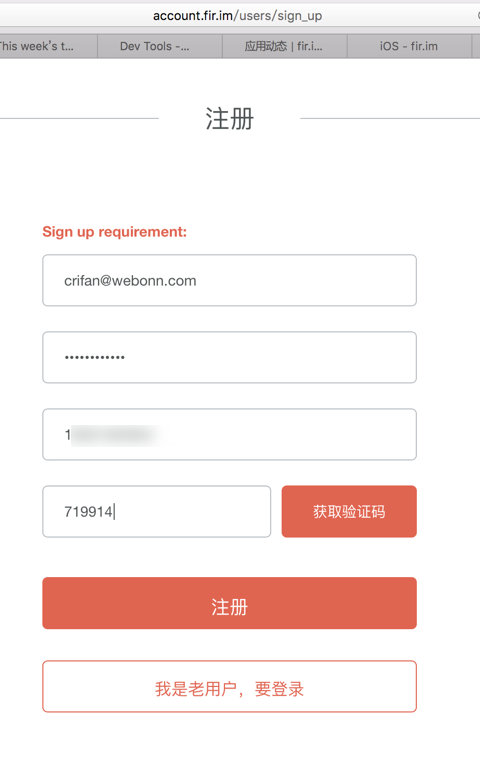 account.fir.im/users/sign_up
This week's t... Dev Tools -... 应用动态 | fir.i... iOS - fir.im
注册
Sign up requirement:
crifan@webonn.com
••••••••••••
1
719914 获取验证码
注册
我是老用户，要登录